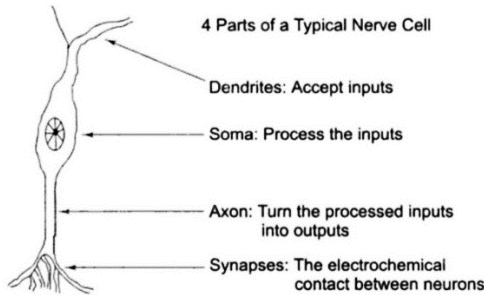 4 Parts of a Typical Nerve Cell
Dendrites: Accept inputs
Soma: Process the inputs
Axon: Turn the processed inputs
into outputs
Synapses: The electrochemical
contact between neurons